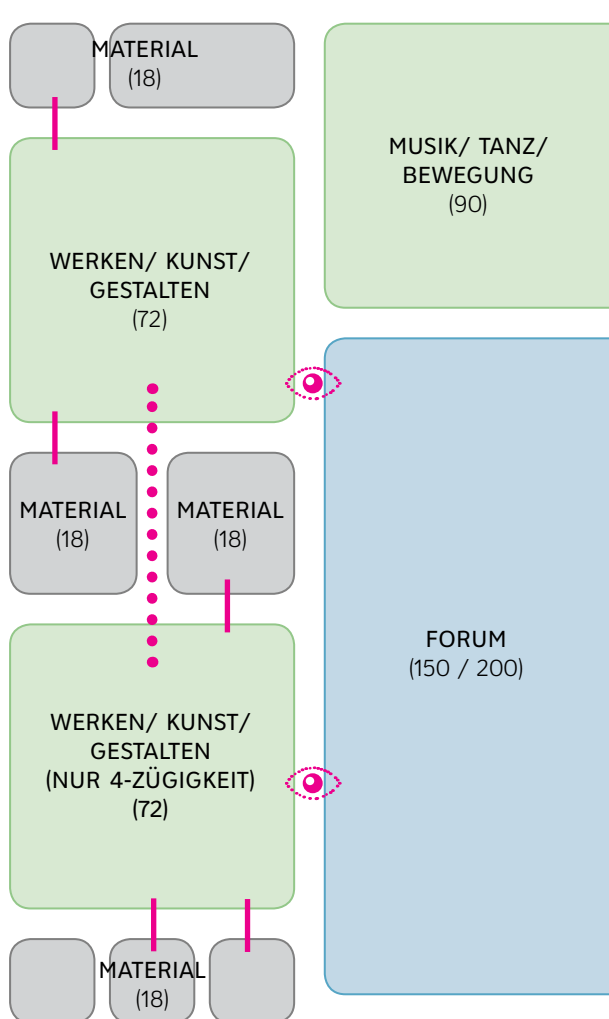 MATERIAL
(18)
MUSIK/ TANZ/
BEWEGUNG
(90)
WERKEN/ KUNST/
GESTALTEN
(72)
MATERIAL
(18)
MATERIAL
(18)
FORUM
(150 / 200)
WERKEN/ KUNST/
GESTALTEN
(NUR 4-ZÜGIGKEIT)
(72)
MATERIAL
(18)